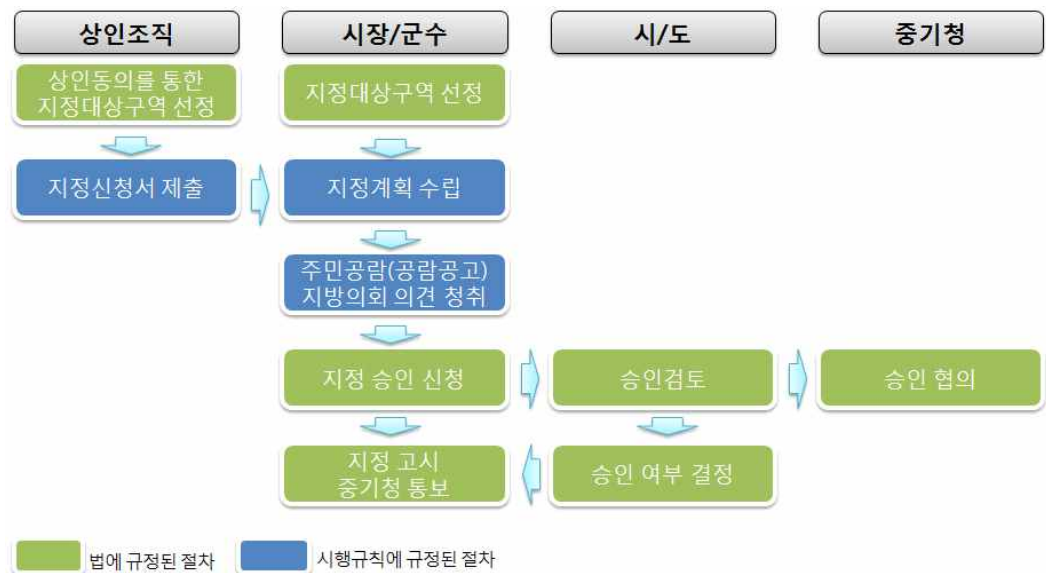 상인조직
시장/군수
시/도
중기청
상인동의를 통한
지정대상구역 선정
지정대상구역 선정
지정신청서 제출
지정계획 수립
주민공람(공람공고)
지방의회 의견 청취
지정 승인 신청
승인검토
승인 협의
지정 고시
중기청 통보
승인 여부 결정
법에 규정된 절차
시행규칙에 규정된 절차